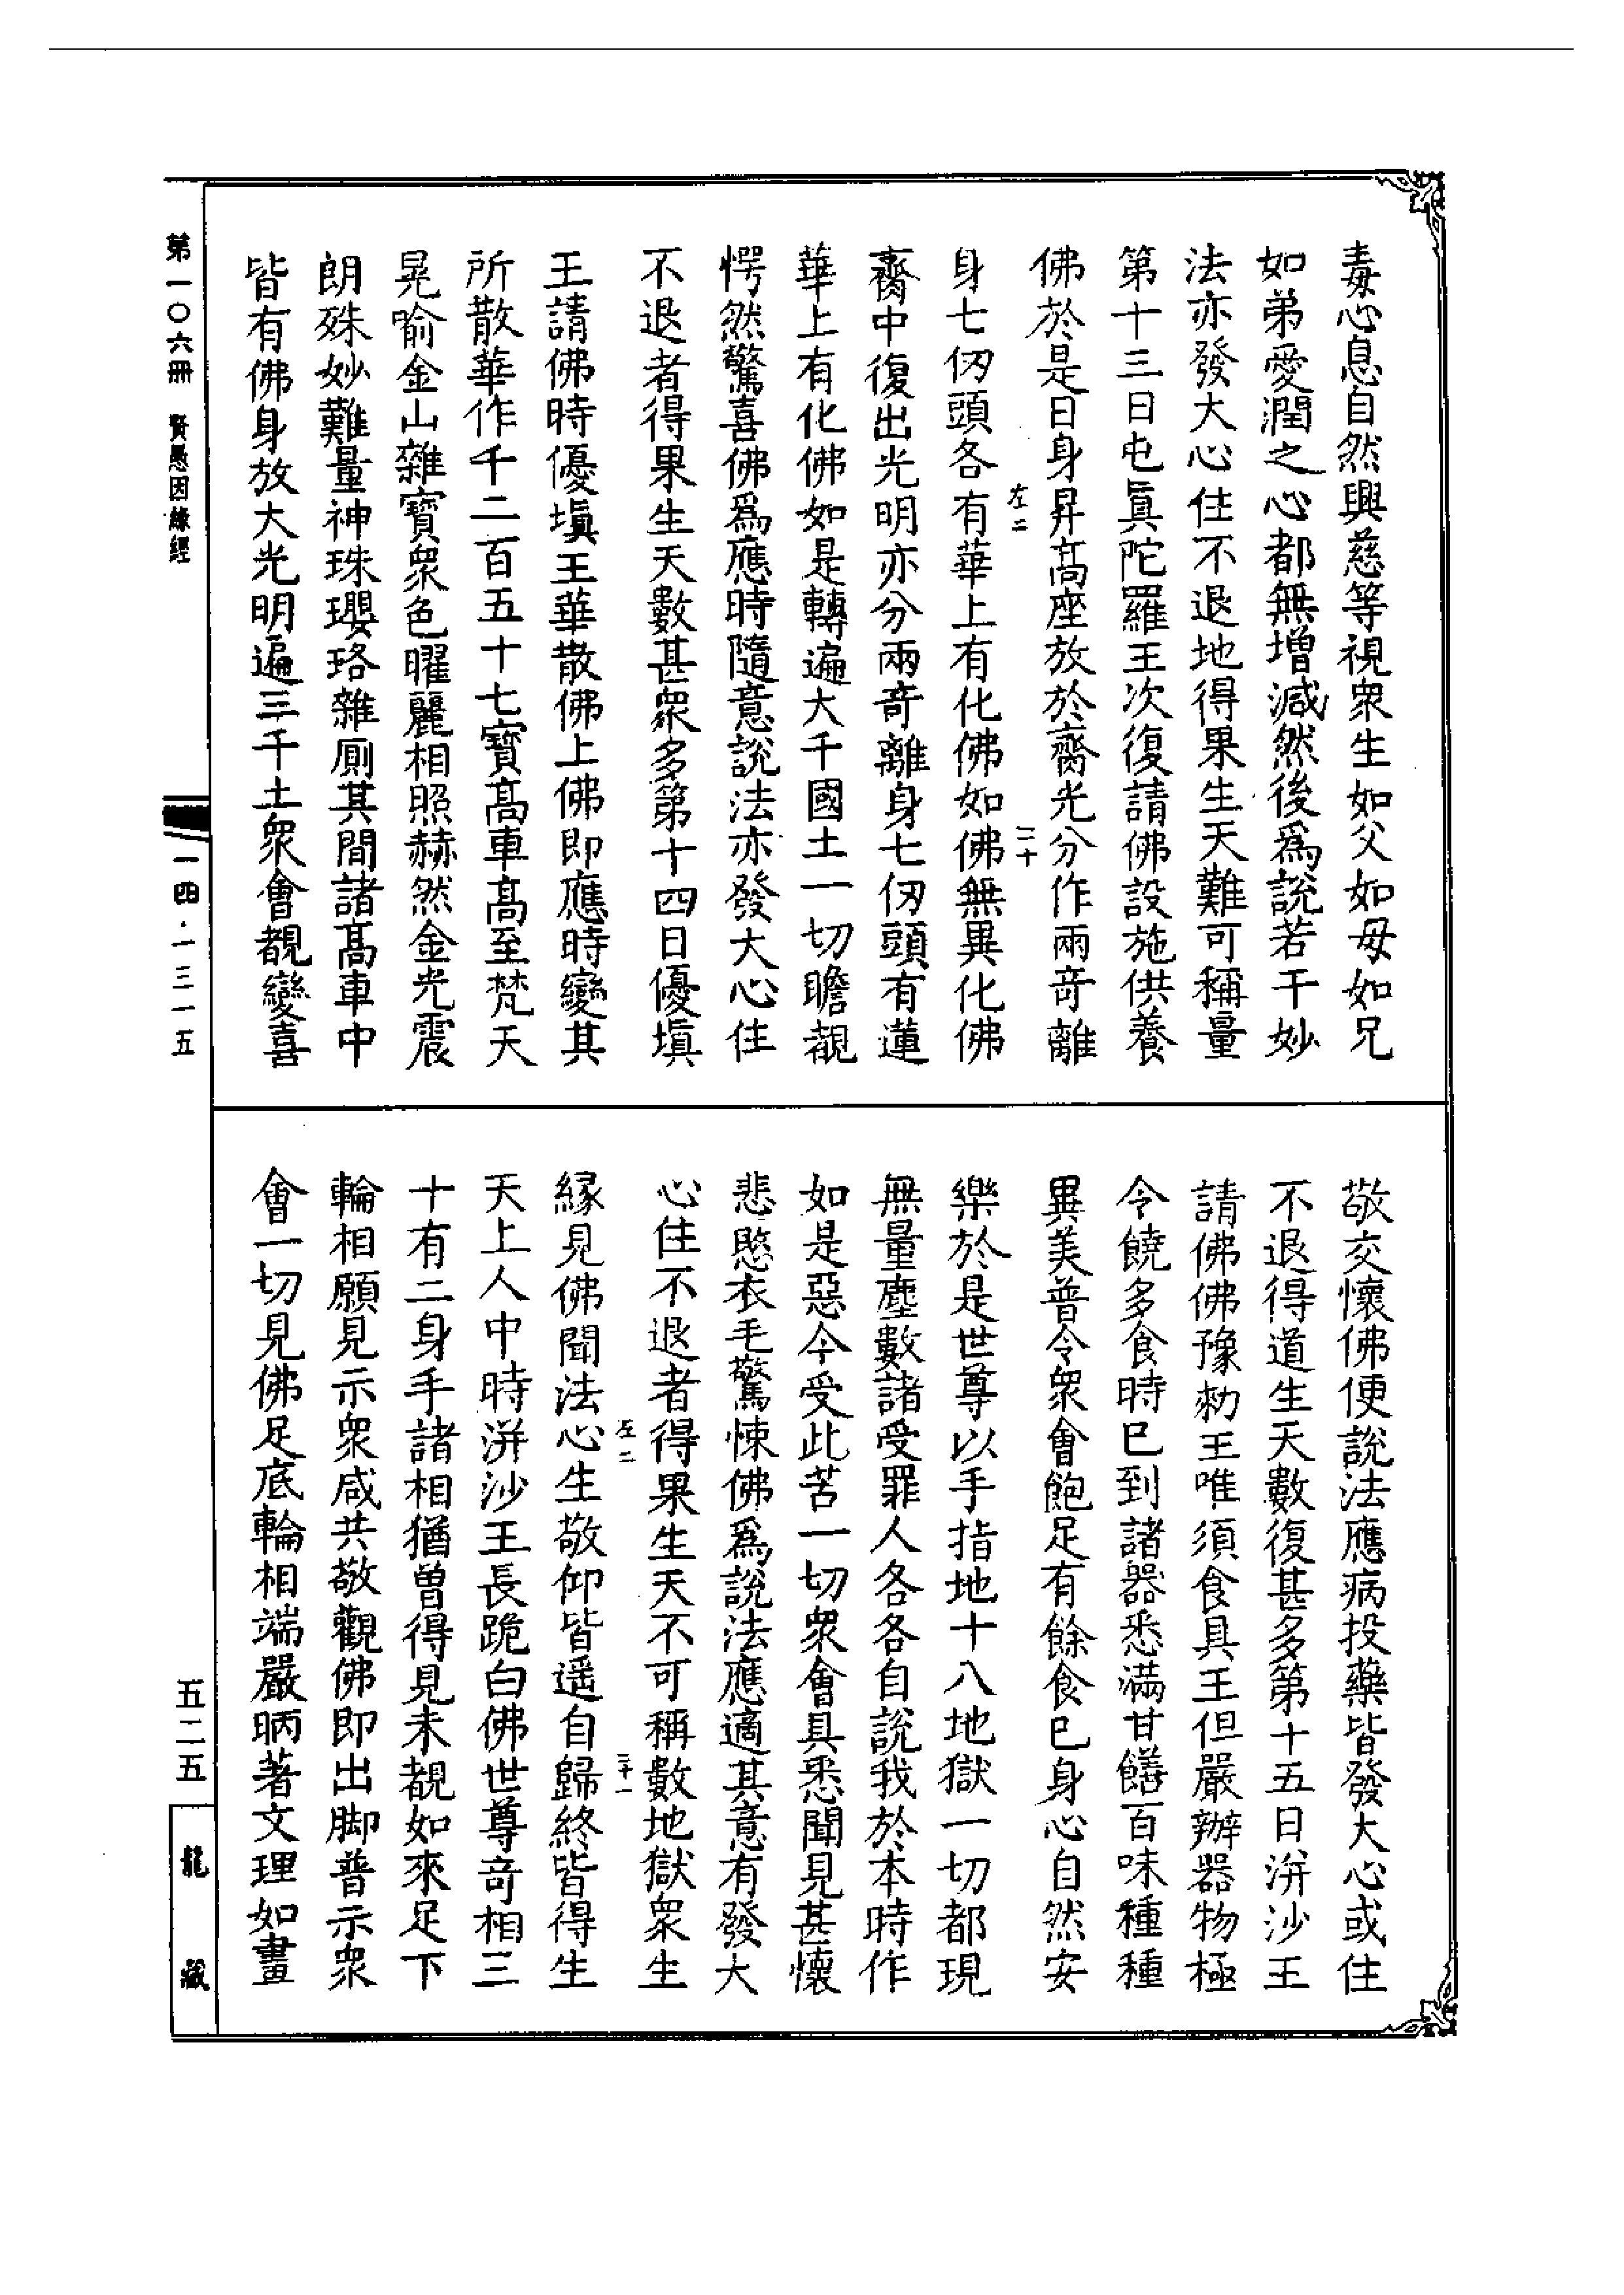 毒心息自然興慈等視衆生如父如母如兄
如弟愛潤之心都無增減然後爲說若干妙
法亦發大心住不退地得果生天難可稱量
第十三日屯眞陀羅王次復請佛設施供養
佛於是日身昇高座放於齎光分作兩奇離
左二
三十
身七仞頭各有華上有化佛如佛無異化佛
齎中復出光明亦分兩奇離身七仞頭有蓮
華上有化佛如是轉遍大千國土一切瞻覩
愕然驚喜佛爲應時隨意說法亦發大心住
不退者得果生天數甚衆多第十四日優塡
王請佛時優塡王華散佛上佛即應時變其
所散華作千二百五十七寶高車高至梵天
晃喻金山雜寶衆色曜麗相照赫然金光震
朗殊妙難量神珠瓔珞雜廁其間諸高車中
皆有佛身放大光明遍三千土衆會覩變喜
敬交懷佛便說法應病投藥皆發大心或住
不退得道生天數復甚多第十五日洴沙王
請佛佛豫勑王唯須食具王但嚴辦器物極
令饒多食時已到諸器悉滿甘饍百味種種
異美普令衆會飽足有餘食已身心自然安
樂於是世尊以手指地十八地獄一切都現
無量塵數諸受罪人各各自說我於本時作
如是惡今受此苦一切衆會具悉聞見甚懷
悲愍衣毛驚悚佛爲說法應適其意有發大
心住不退者得果生天不可稱數地獄衆生
左二
三十一
緣見佛聞法心生敬仰皆遥自歸終皆得生
天上人中時洴沙王長跪白佛世尊奇相三
十有二身手諸相猶曾得見未覩如來足下
輪相願見示衆咸共敬觀佛即出脚普示衆
會一切見佛足底輪相端嚴昞著文理如畫
第一〇六冊 賢愚因緣經
一四·一三一五
五二五
龍藏